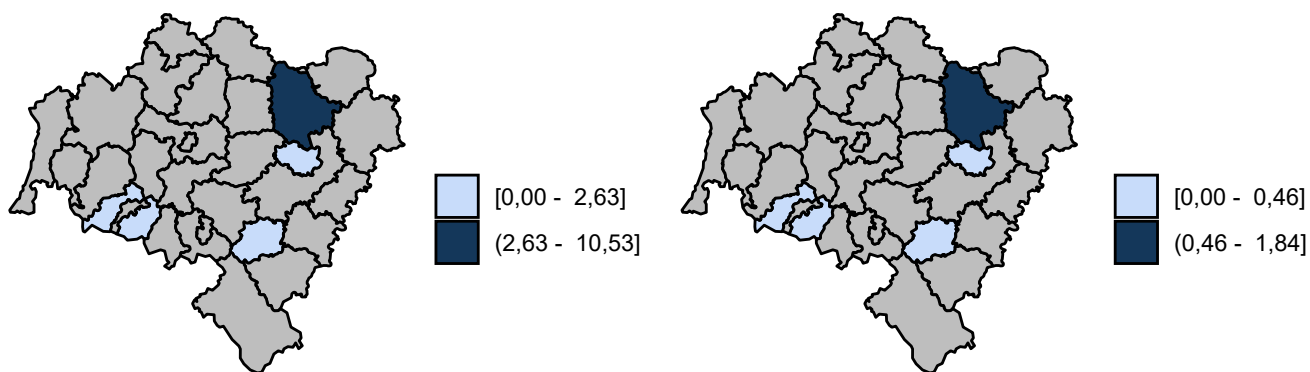 [0,00 - 2,63]
(2,63 - 10,53]
[0,00 - 0,46]
(0,46 - 1,84]